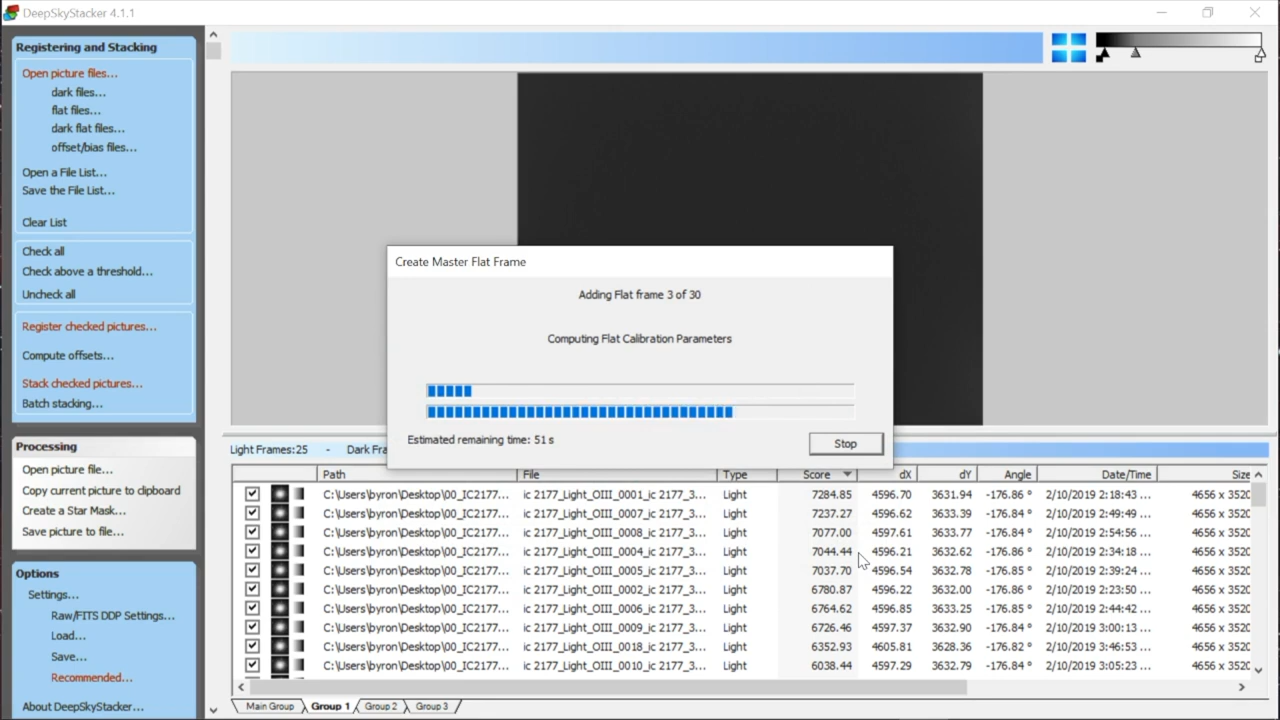 DeepSkyStacker 4.1.1
Registering and Stacking
Open picture files...
dark files...
flat files...
dark flat files...
offset/bias files...
Open a File List...
Save the File List...
Clear List
Check all
Check above a threshold...
Uncheck all
Register checked pictures...
Compute offsets...
Stack checked pictures...
Batch stacking...
Processing
Open picture file...
Copy current picture to clipboard
Create a Star Mask...
Save picture to file...
Options
Settings...
Raw/FITS DDP Settings...
Load...
Save...
Recommended...
About DeepSkyStacker...
Create Master Flat Frame
Adding Flat frame 3 of 30
Computing Flat Calibration Parameters
Estimated remaining time: 51 s
Stop
Light Frames:25 - Dark Fra
Path File Type Score dX dY Angle Date/Time Size
C:\Users\byron\Desktop\00_IC2177... ic 2177_Light_OIII_0001_ic 2177_3... Light 7284.85 4596.70 3631.94 -176.86 ° 2/10/2019 2:18:43 ... 4656 x 3520
C:\Users\byron\Desktop\00_IC2177... ic 2177_Light_OIII_0007_ic 2177_3... Light 7237.27 4596.62 3633.39 -176.84 ° 2/10/2019 2:49:49 ... 4656 x 3520
C:\Users\byron\Desktop\00_IC2177... ic 2177_Light_OIII_0008_ic 2177_3... Light 7077.00 4597.61 3633.77 -176.84 ° 2/10/2019 2:54:56 ... 4656 x 3520
C:\Users\byron\Desktop\00_IC2177... ic 2177_Light_OIII_0004_ic 2177_3... Light 7044.44 4596.21 3632.62 -176.86 ° 2/10/2019 2:34:18 ... 4656 x 3520
C:\Users\byron\Desktop\00_IC2177... ic 2177_Light_OIII_0005_ic 2177_3... Light 7037.70 4596.54 3632.78 -176.85 ° 2/10/2019 2:39:24 ... 4656 x 3520
C:\Users\byron\Desktop\00_IC2177... ic 2177_Light_OIII_0002_ic 2177_3... Light 6780.87 4596.22 3632.00 -176.86 ° 2/10/2019 2:23:50 ... 4656 x 3520
C:\Users\byron\Desktop\00_IC2177... ic 2177_Light_OIII_0006_ic 2177_3... Light 6764.62 4596.85 3633.25 -176.85 ° 2/10/2019 2:44:42 ... 4656 x 3520
C:\Users\byron\Desktop\00_IC2177... ic 2177_Light_OIII_0009_ic 2177_3... Light 6726.46 4597.37 3632.90 -176.84 ° 2/10/2019 3:00:13 ... 4656 x 3520
C:\Users\byron\Desktop\00_IC2177... ic 2177_Light_OIII_0018_ic 2177_3... Light 6352.93 4605.81 3628.36 -176.82 ° 2/10/2019 3:46:53 ... 4656 x 3520
C:\Users\byron\Desktop\00_IC2177... ic 2177_Light_OIII_0010_ic 2177_3... Light 6038.44 4597.29 3632.79 -176.84 ° 2/10/2019 3:05:23 ... 4656 x 3520
Main Group Group 1 Group 2 Group 3